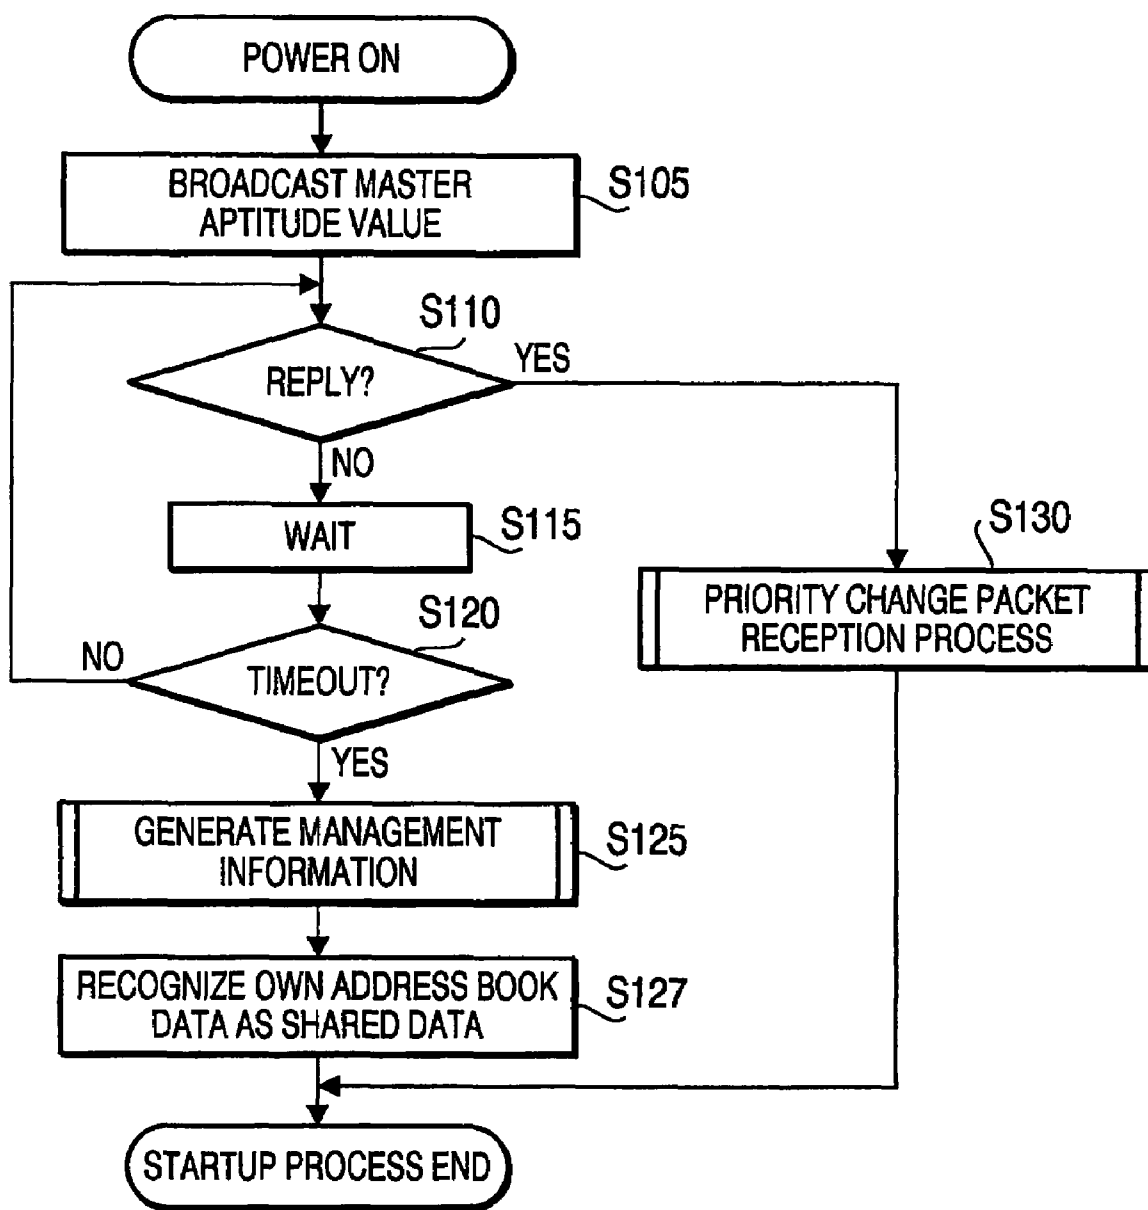 POWER ON
BROADCAST MASTER
APTITUDE VALUE
S105
S110
REPLY?
YES
NO
WAIT
S115
S130
PRIORITY CHANGE PACKET
RECEPTION PROCESS
S120
NO
TIMEOUT?
YES
GENERATE MANAGEMENT
INFORMATION
S125
RECOGNIZE OWN ADDRESS BOOK
DATA AS SHARED DATA
S127
STARTUP PROCESS END